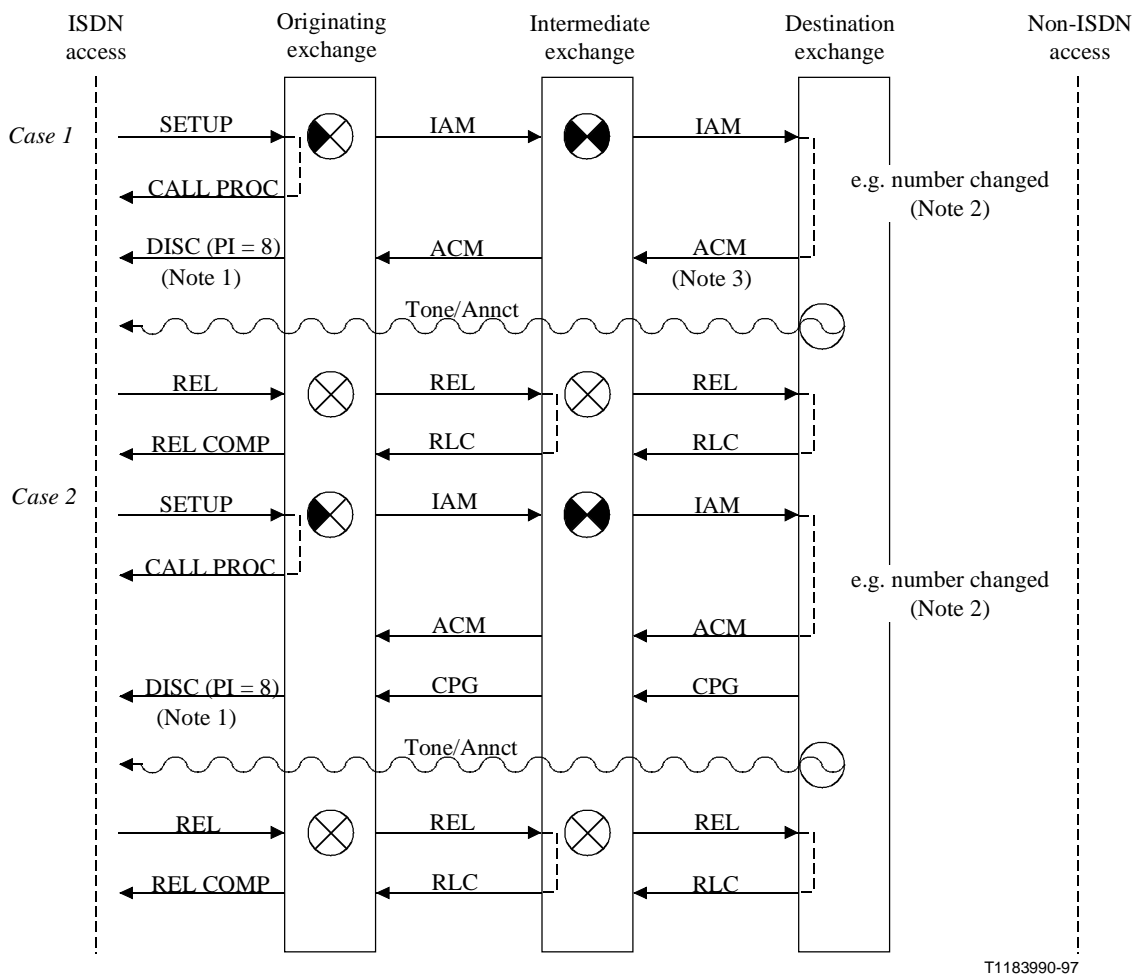 ISDN access
Originating exchange
Intermediate exchange
Destination exchange
Non-ISDN access
Case 1
SETUP
IAM
IAM
CALL PROC
e.g. number changed
(Note 2)
DISC (PI = 8)
ACM
ACM
(Note 1)
(Note 3)
Tone/Annct
REL
REL
REL
REL COMP
RLC
RLC
Case 2
SETUP
IAM
IAM
CALL PROC
e.g. number changed
(Note 2)
ACM
ACM
DISC (PI = 8)
CPG
CPG
(Note 1)
Tone/Annct
REL
REL
REL
REL COMP
RLC
RLC
T1183990-97